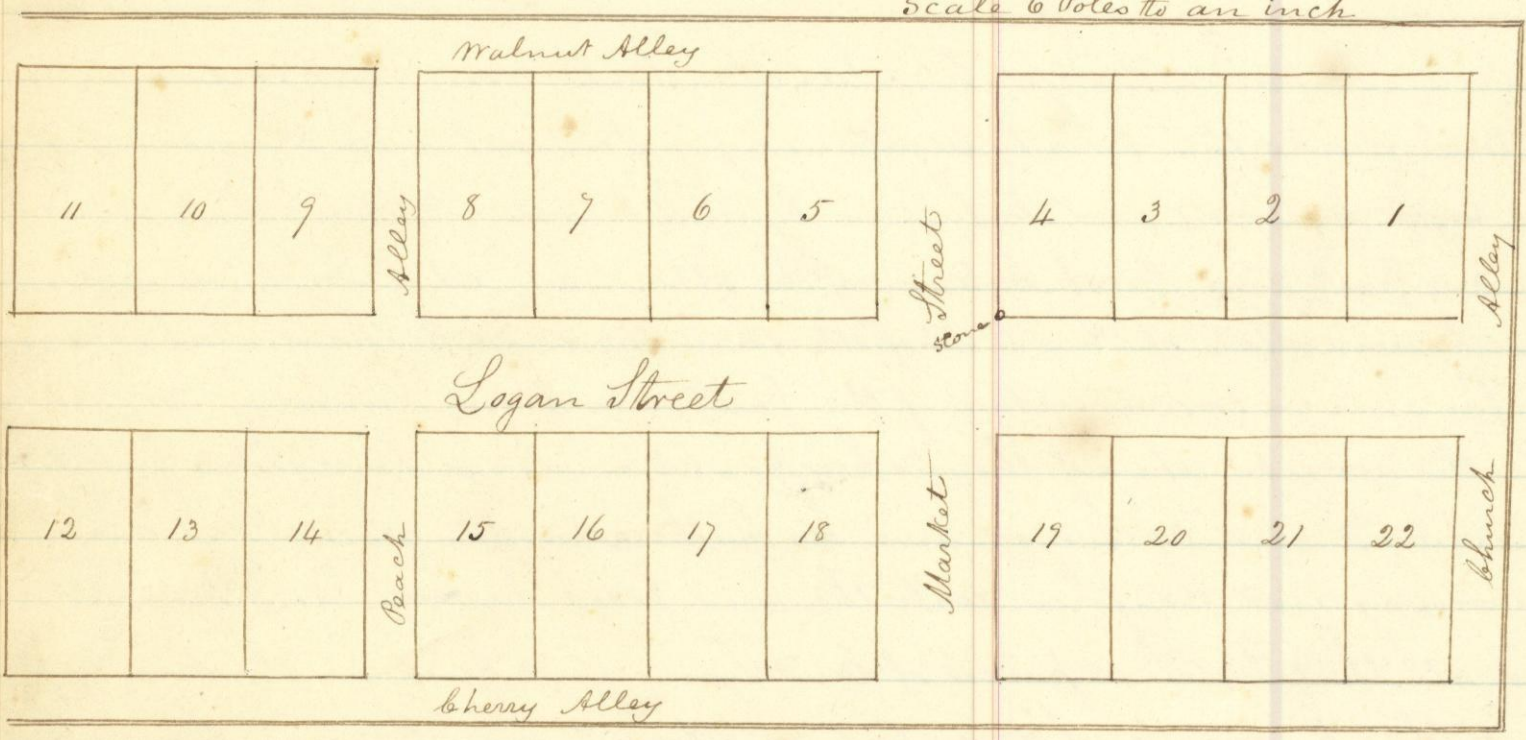 Scale 6 Poles to an inch
Walnut Alley
11 10 9 Alley 8 7 6 5 Street 4 3 2 1 Alley
Stone
Logan Street
12 13 14 Peach 15 16 17 18 Market 19 20 21 22 Church
Cherry Alley